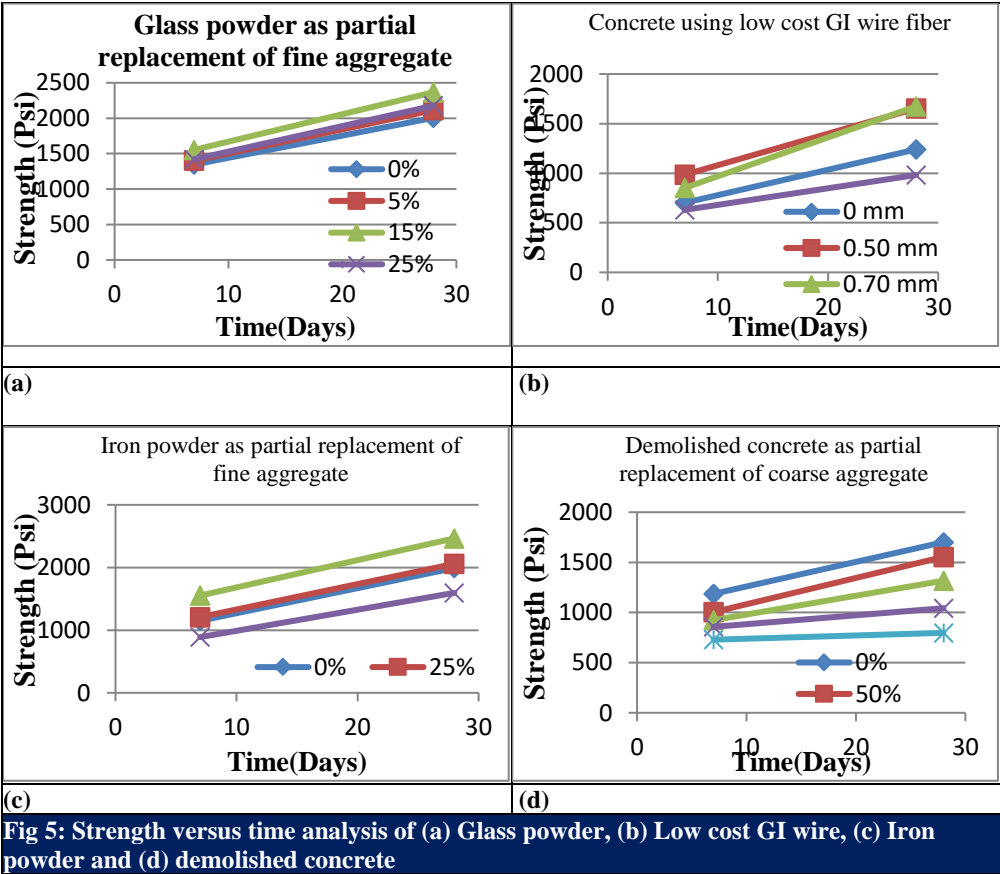 Glass powder as partial
replacement of fine aggregate
Strength (Psi)
2500
2000
1500
1000
500
0
0%
5%
15%
25%
0
10
20
30
Time(Days)
(a)
Concrete using low cost GI wire fiber
Strength (Psi)
2000
1500
1000
500
0
0 mm
0.50 mm
0.70 mm
0
10
20
30
Time(Days)
(b)
Iron powder as partial replacement of
fine aggregate
Strength (Psi)
3000
2000
1000
0
0%
25%
0
10
20
30
Time(Days)
(c)
Demolished concrete as partial
replacement of coarse aggregate
Strength (Psi)
2000
1500
1000
500
0
0%
50%
0
10
20
30
Time(Days)
(d)
Fig 5: Strength versus time analysis of (a) Glass powder, (b) Low cost GI wire, (c) Iron
powder and (d) demolished concrete